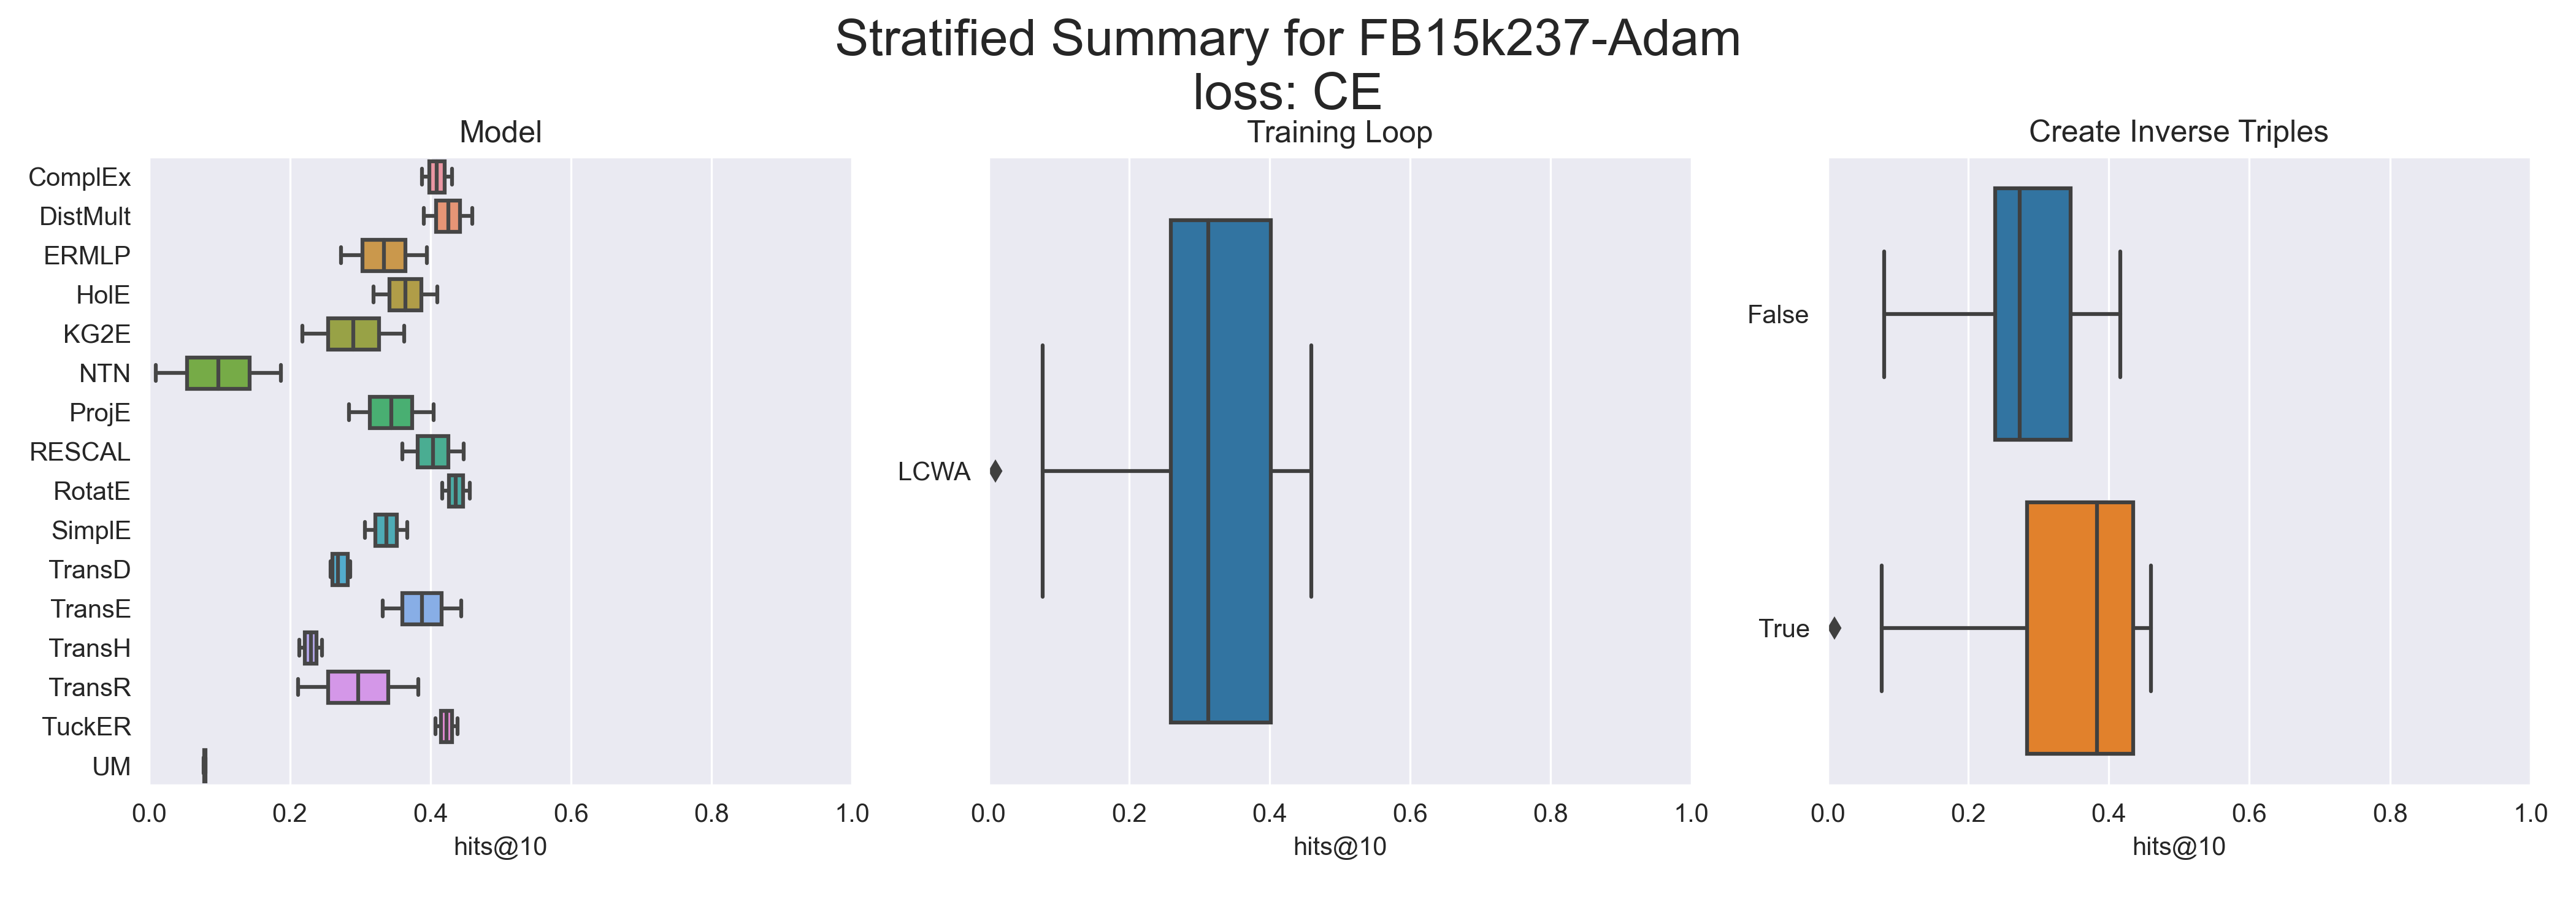 Stratified Summary for FB15k237-Adam
loss: CE
Model
ComplEx
DistMult
ERMLP
HolE
KG2E
NTN
ProjE
RESCAL
RotatE
SimplE
TransD
TransE
TransH
TransR
TuckER
UM
0.0 0.2 0.4 0.6 0.8 1.0
hits@10
Training Loop
LCWA
0.0 0.2 0.4 0.6 0.8 1.0
hits@10
Create Inverse Triples
False
True
0.0 0.2 0.4 0.6 0.8 1.0
hits@10